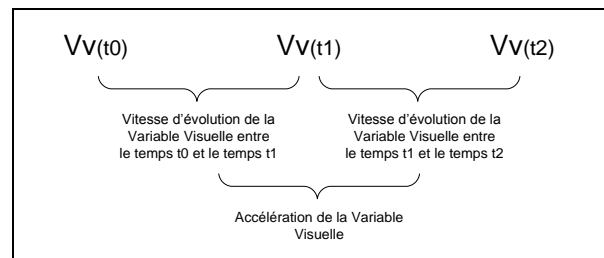 Vv(t0) Vv(t1) Vv(t2)
Vitesse d'évolution de la Variable Visuelle entre le temps t0 et le temps t1
Vitesse d'évolution de la Variable Visuelle entre le temps t1 et le temps t2
Accélération de la Variable
Visuelle